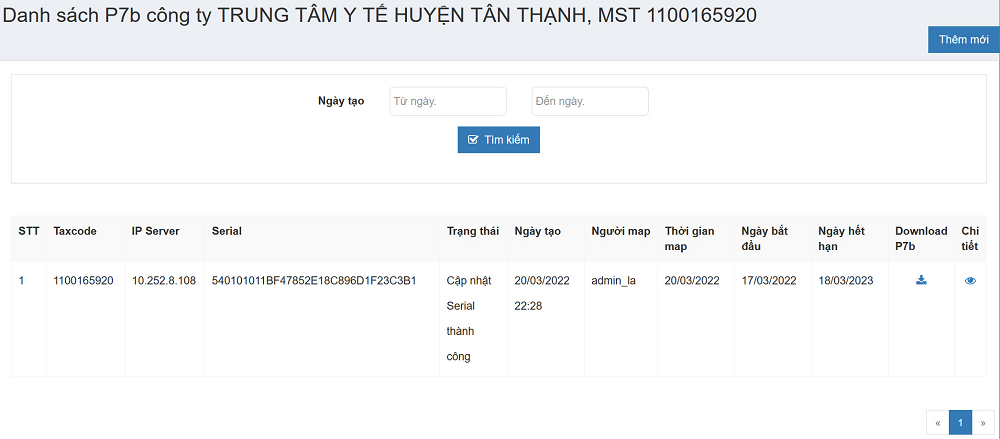 Danh sách P7b công ty TRUNG TÂM Y TẾ HUYỆN TÂN THẠNH, MST 1100165920
Thêm mới
Ngày tạo Từ ngày. Đến ngày.
Tìm kiếm
STT Taxcode IP Server Serial Trạng thái Ngày tạo Người map Thời gian map Ngày bắt đầu Ngày hết hạn Download P7b Chi tiết
1 1100165920 10.252.8.108 540101011BF47852E18C896D1F23C3B1 Cập nhật Serial thành công 20/03/2022 22:28 admin_la 20/03/2022 17/03/2022 18/03/2023
« 1 »